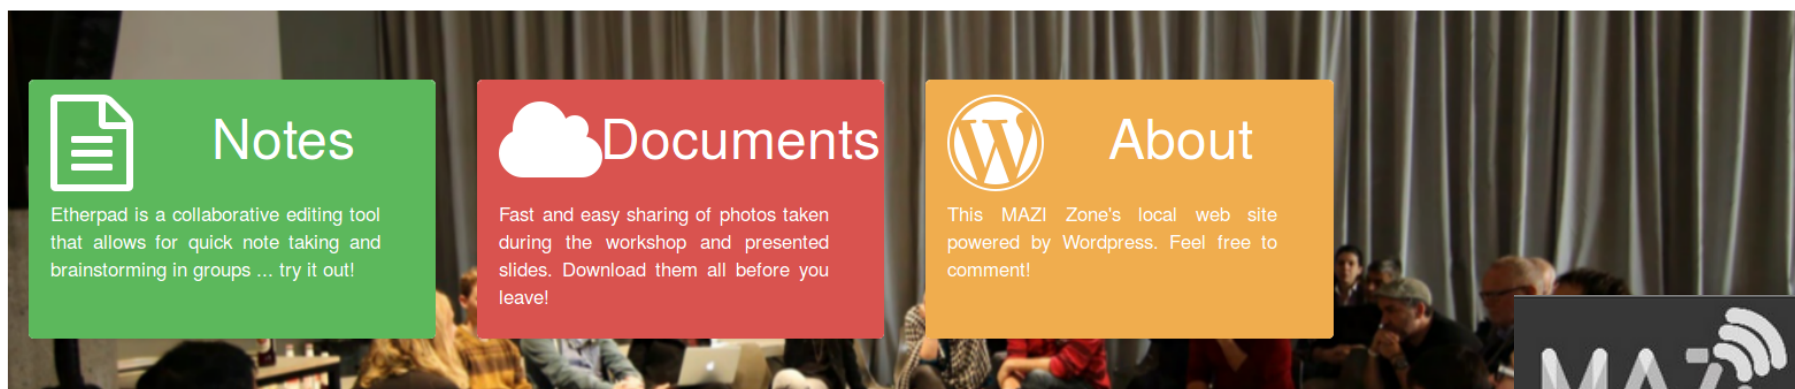 Notes
Etherpad is a collaborative editing tool
that allows for quick note taking and
brainstorming in groups ... try it out!
Documents
Fast and easy sharing of photos taken
during the workshop and presented
slides. Download them all before you
leave!
About
This MAZI Zone's local web site
powered by Wordpress. Feel free to
comment!
MAZ